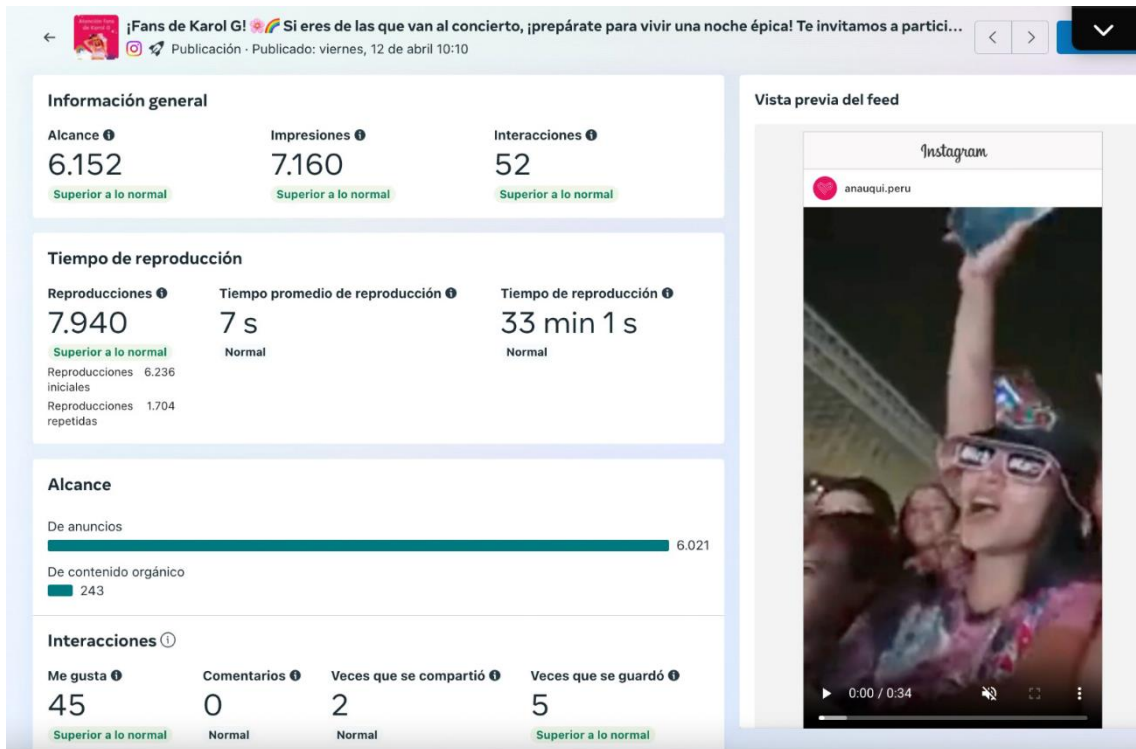 ¡Fans de Karol G! 🌸🌈 Si eres de las que van al concierto, ¡prepárate para vivir una noche épica! Te invitamos a partici...
Publicación · Publicado: viernes, 12 de abril 10:10
Información general
Alcance
Impresiones
Interacciones
6.152
7.160
52
Superior a lo normal
Superior a lo normal
Superior a lo normal
Tiempo de reproducción
Reproducciones
Tiempo promedio de reproducción
Tiempo de reproducción
7.940
7 s
33 min 1 s
Superior a lo normal
Normal
Normal
Reproducciones iniciales 6.236
Reproducciones repetidas 1.704
Alcance
De anuncios
6.021
De contenido orgánico
243
Interacciones
Me gusta
Comentarios
Veces que se compartió
Veces que se guardó
45
0
2
5
Superior a lo normal
Normal
Normal
Superior a lo normal
Vista previa del feed
Instagram
anauqui.peru
0:00 / 0:34